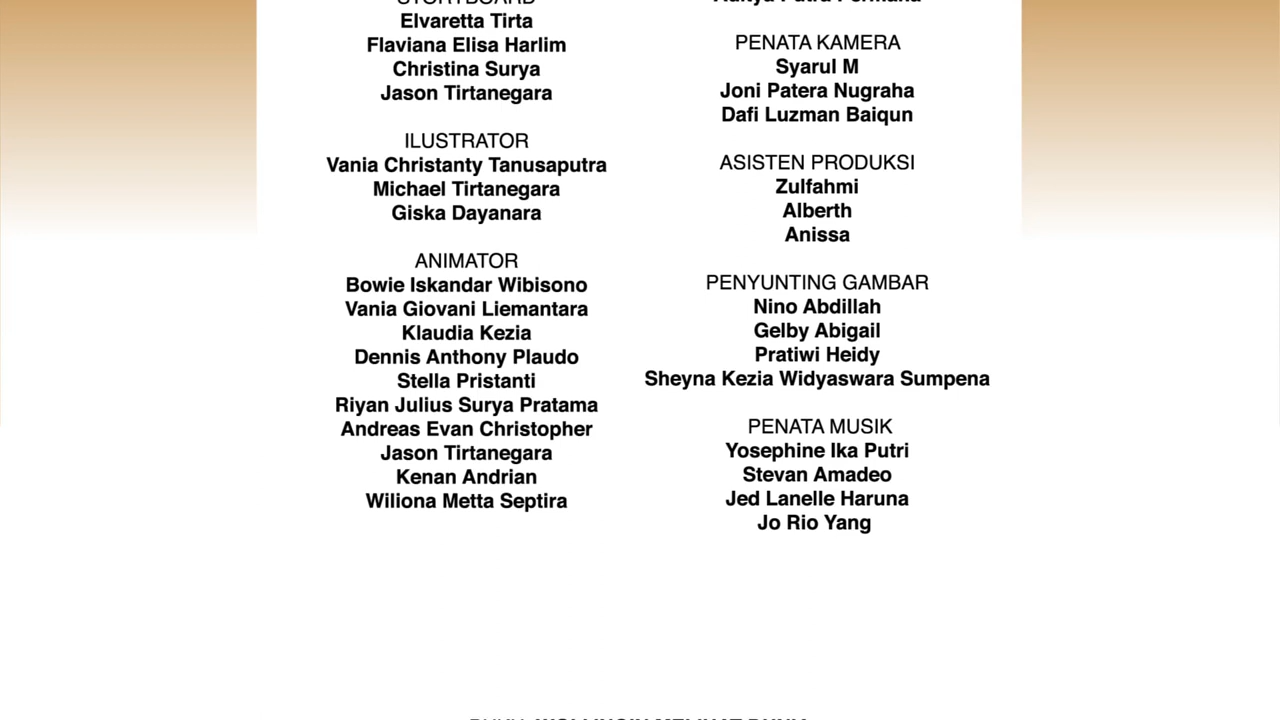 STORYBOARD
Elvaretta Tirta
Flaviana Elisa Harlim
Christina Surya
Jason Tirtanegara
ILUSTRATOR
Vania Christanty Tanusaputra
Michael Tirtanegara
Giska Dayanara
ANIMATOR
Bowie Iskandar Wibisono
Vania Giovani Liemantara
Klaudia Kezia
Dennis Anthony Plaudo
Stella Pristanti
Riyan Julius Surya Pratama
Andreas Evan Christopher
Jason Tirtanegara
Kenan Andrian
Wiliona Metta Septira
PENATA KAMERA
Syarul M
Joni Patera Nugraha
Dafi Luzman Baiqun
ASISTEN PRODUKSI
Zulfahmi
Alberth
Anissa
PENYUNTING GAMBAR
Nino Abdillah
Gelby Abigail
Pratiwi Heidy
Sheyna Kezia Widyaswara Sumpena
PENATA MUSIK
Yosephine Ika Putri
Stevan Amadeo
Jed Lanelle Haruna
Jo Rio Yang